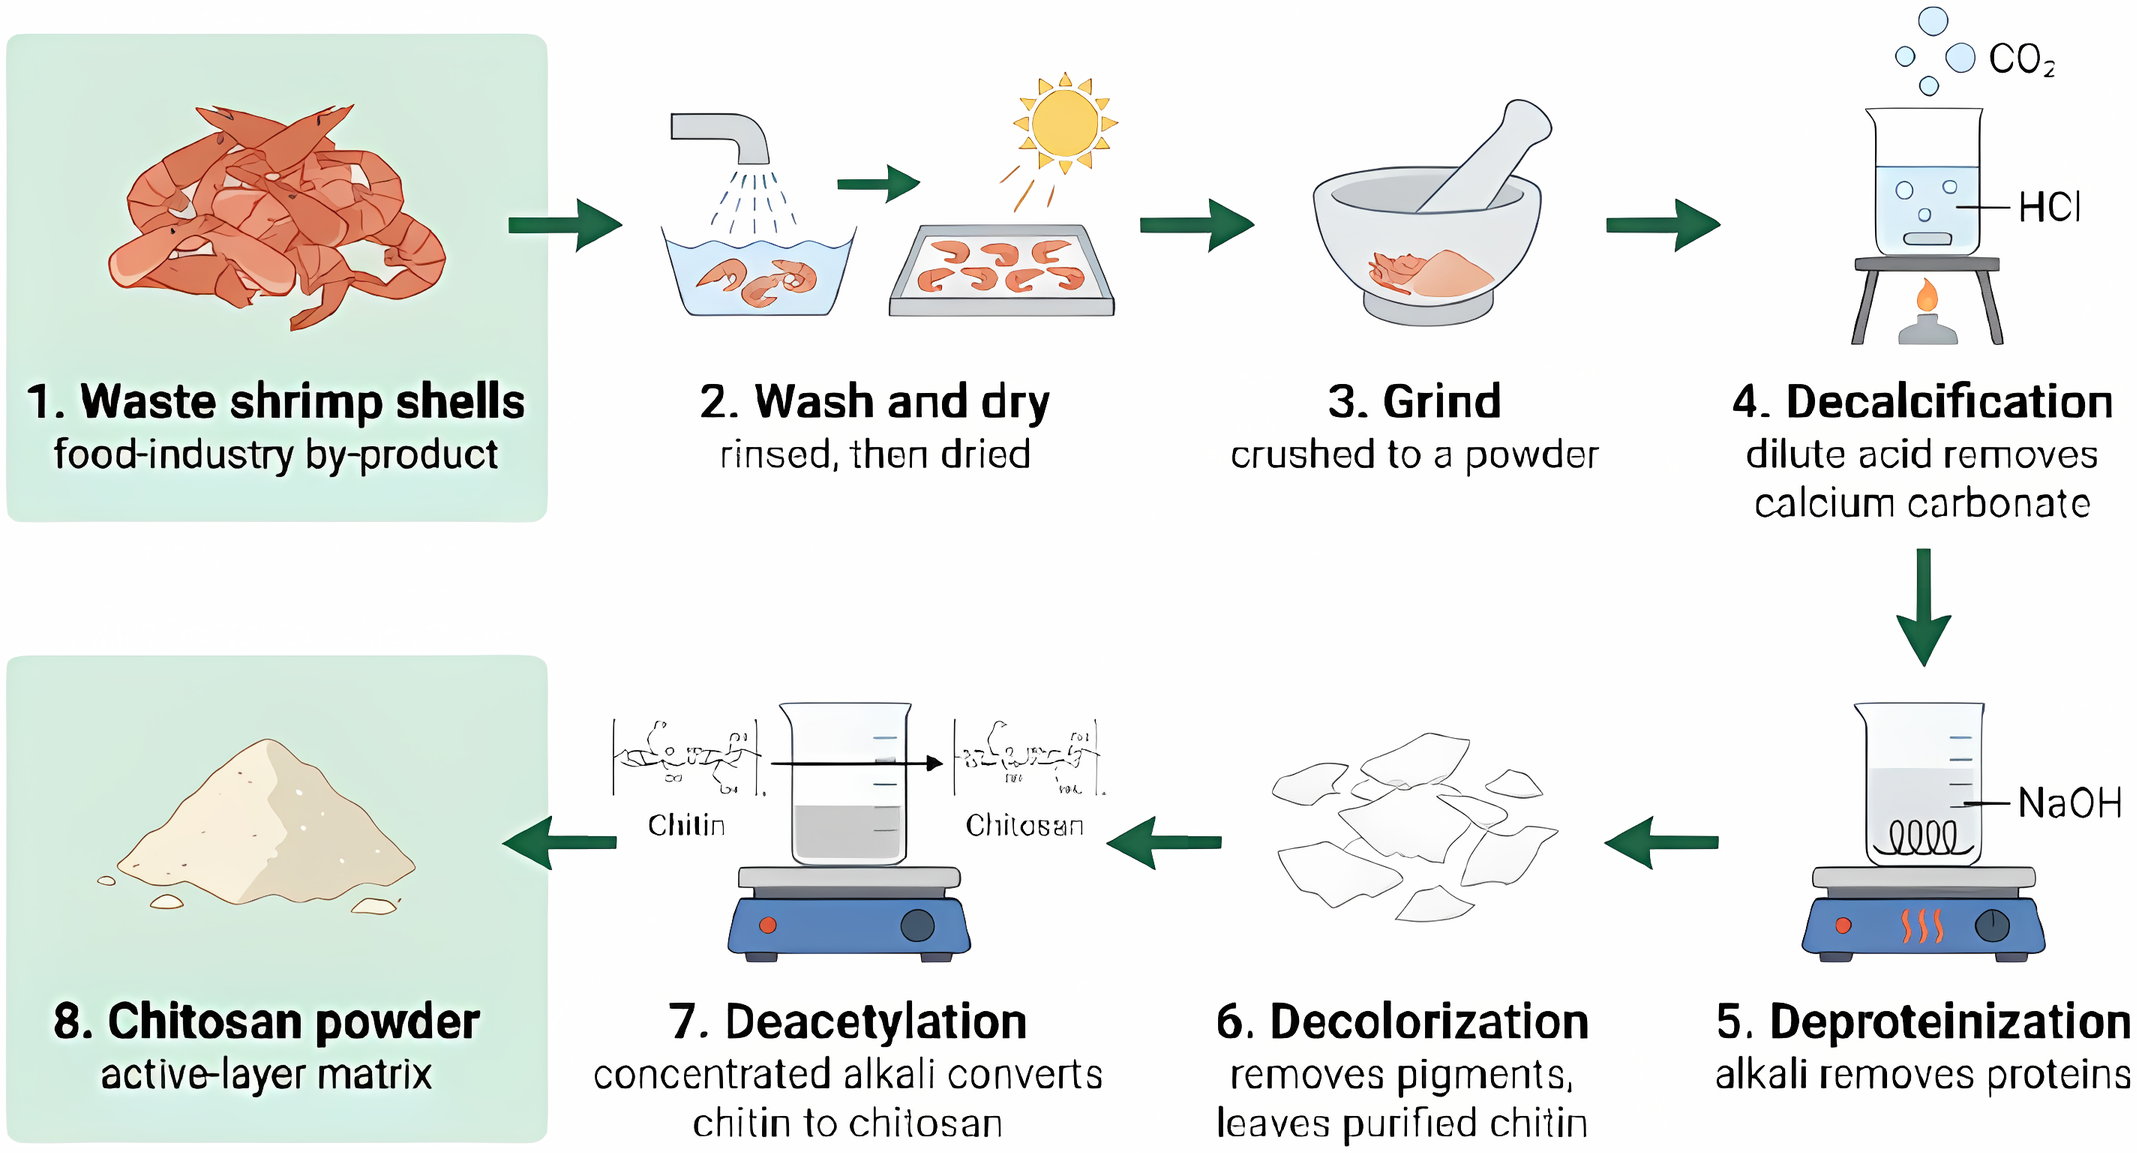 1. Waste shrimp shells
food-industry by-product
2. Wash and dry
rinsed, then dried
3. Grind
crushed to a powder
CO₂
HCl
4. Decalcification
dilute acid removes
calcium carbonate
NaOH
5. Deproteinization
alkali removes proteins
6. Decolorization
removes pigments,
leaves purified chitin
Chitin
Chitosan
7. Deacetylation
concentrated alkali converts
chitin to chitosan
8. Chitosan powder
active-layer matrix